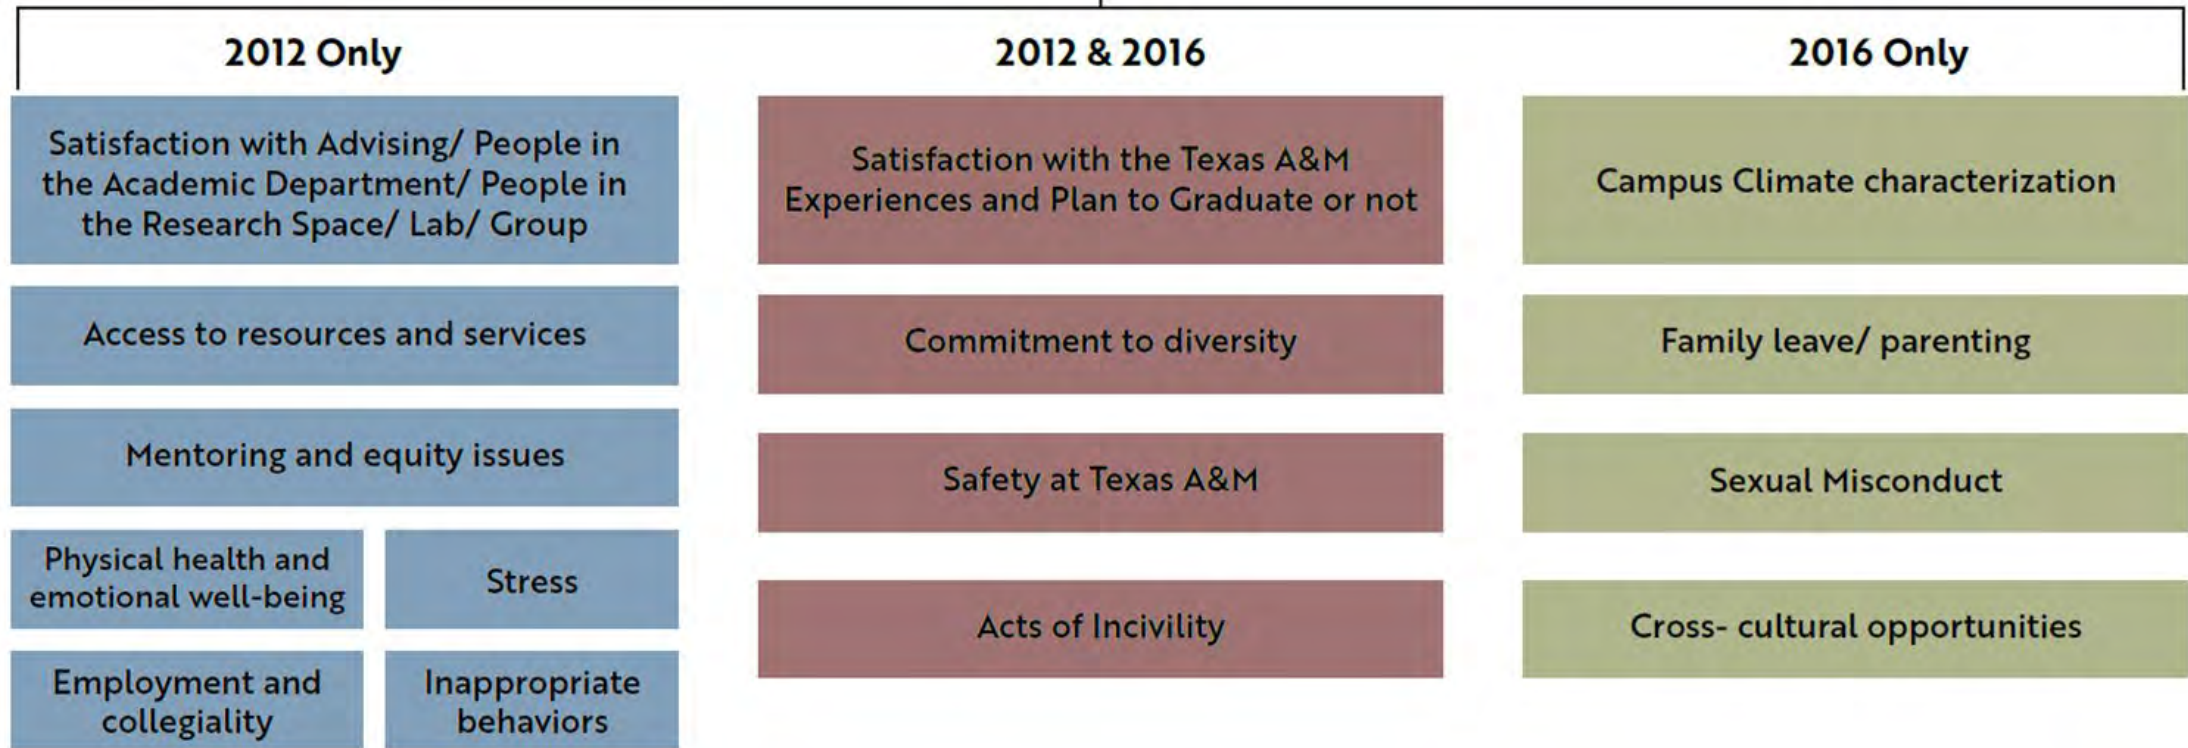 2012 Only
Satisfaction with Advising/ People in
the Academic Department/ People in
the Research Space/ Lab/ Group
Access to resources and services
Mentoring and equity issues
Physical health and
emotional well-being
Stress
Employment and
collegiality
Inappropriate
behaviors
2012 & 2016
Satisfaction with the Texas A&M
Experiences and Plan to Graduate or not
Commitment to diversity
Safety at Texas A&M
Acts of Incivility
2016 Only
Campus Climate characterization
Family leave/ parenting
Sexual Misconduct
Cross- cultural opportunities